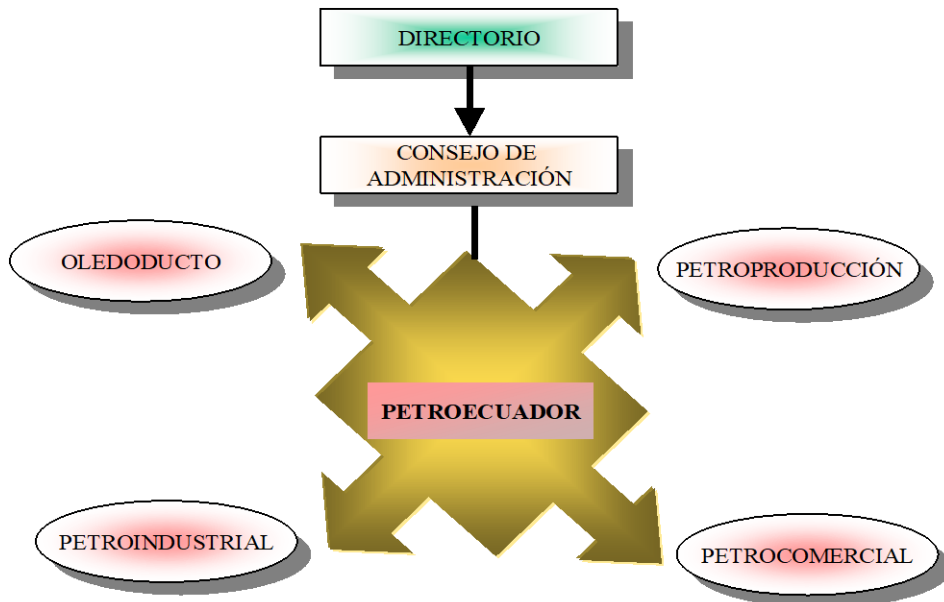 DIRECTORIO
CONSEJO DE
ADMINISTRACIÓN
OLEDODUCTO
PETROPRODUCCIÓN
PETROECUADOR
PETROINDUSTRIAL
PETROCOMERCIAL